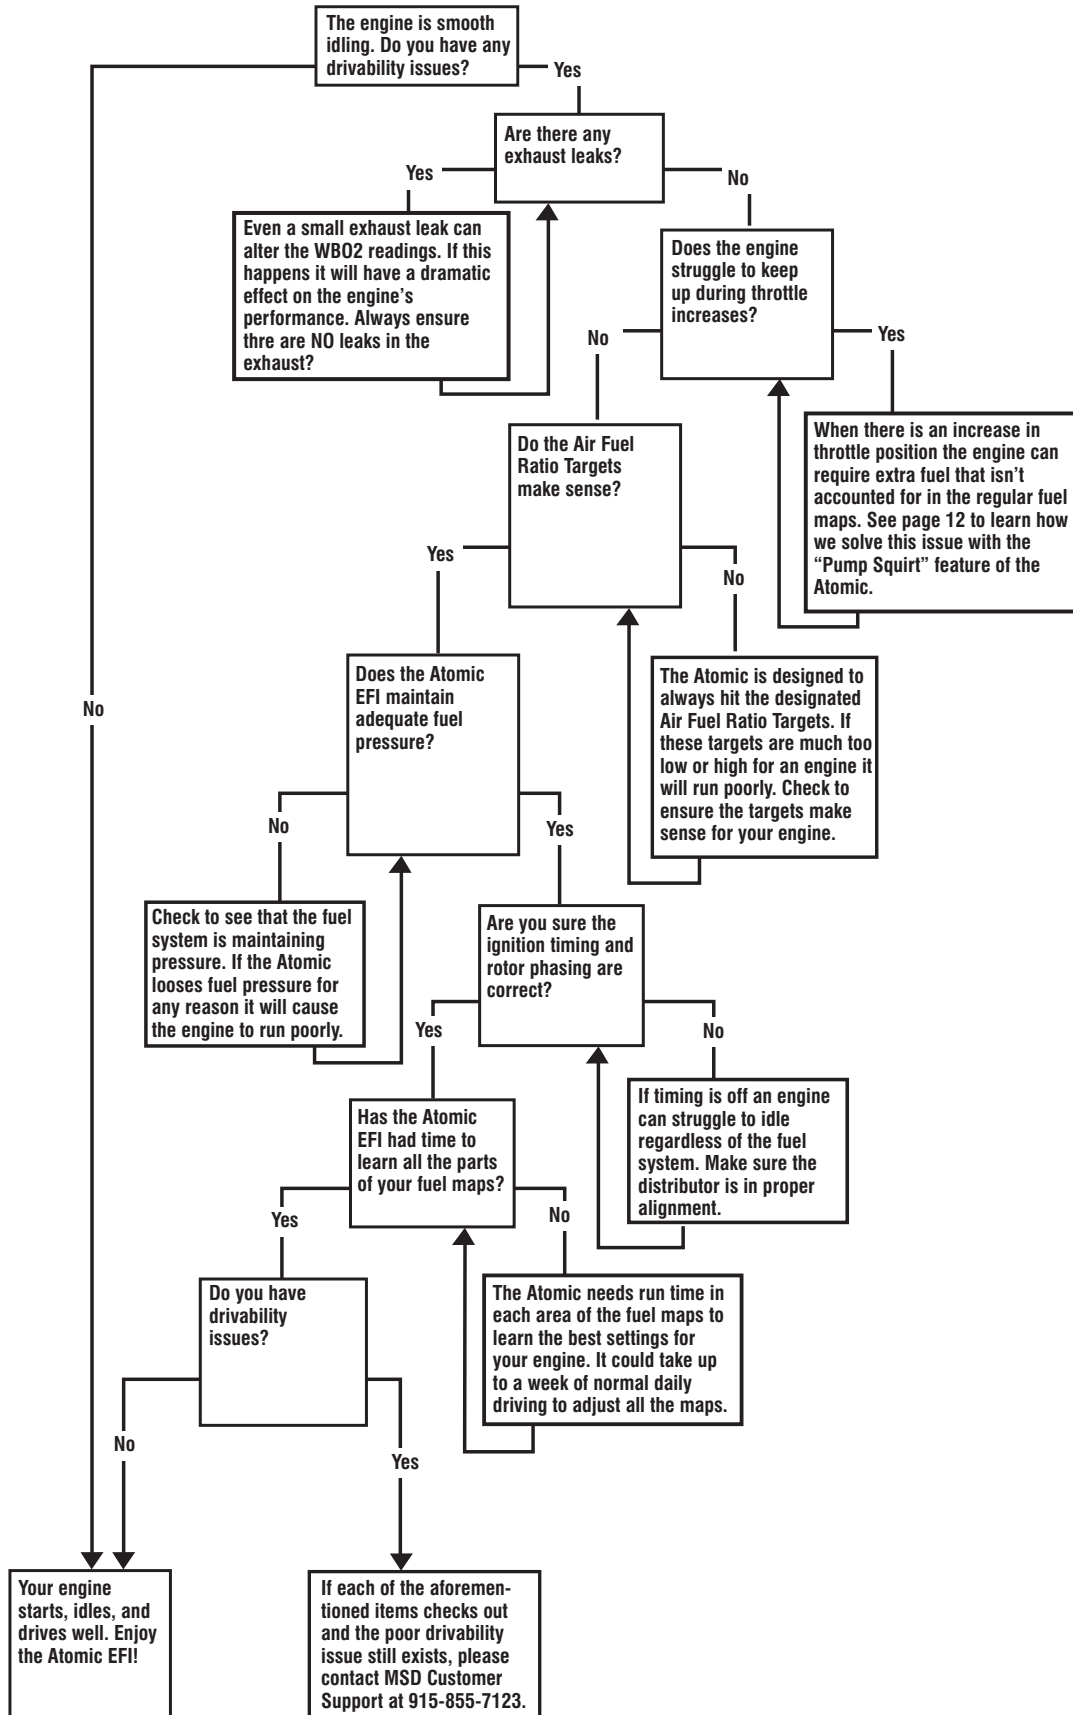 The engine is smooth
idling. Do you have any
drivability issues?
Yes
Are there any
exhaust leaks?
Yes
No
Even a small exhaust leak can
alter the WBO2 readings. If this
happens it will have a dramatic
effect on the engine's
performance. Always ensure
thre are NO leaks in the
exhaust?
Does the engine
struggle to keep
up during throttle
increases?
No
Yes
When there is an increase in
throttle position the engine can
require extra fuel that isn't
accounted for in the regular fuel
maps. See page 12 to learn how
we solve this issue with the
“Pump Squirt” feature of the
Atomic.
Do the Air Fuel
Ratio Targets
make sense?
Yes
No
The Atomic is designed to
always hit the designated
Air Fuel Ratio Targets. If
these targets are much too
low or high for an engine it
will run poorly. Check to
ensure the targets make
sense for your engine.
Does the Atomic
EFI maintain
adequate fuel
pressure?
No
No
Yes
Check to see that the fuel
system is maintaining
pressure. If the Atomic
looses fuel pressure for
any reason it will cause
the engine to run poorly.
Are you sure the
ignition timing and
rotor phasing are
correct?
Yes
No
If timing is off an engine
can struggle to idle
regardless of the fuel
system. Make sure the
distributor is in proper
alignment.
Has the Atomic
EFI had time to
learn all the parts
of your fuel maps?
Yes
No
The Atomic needs run time in
each area of the fuel maps to
learn the best settings for
your engine. It could take up
to a week of normal daily
driving to adjust all the maps.
Do you have
drivability
issues?
No
Yes
Your engine
starts, idles, and
drives well. Enjoy
the Atomic EFI!
If each of the aforemen-
tioned items checks out
and the poor drivability
issue still exists, please
contact MSD Customer
Support at 915-855-7123.